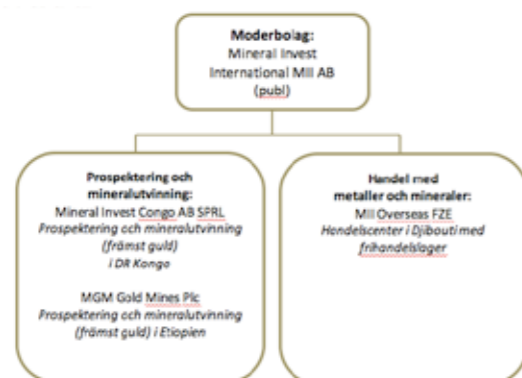 Moderbolag:
Mineral Invest
International MII AB
(publ)
Prospektering och
mineralutvinning:
Mineral Invest Congo AB SPRL
Prospektering och mineralutvinning
(främst guld)
i DR Kongo
MGM Gold Mines Plc
Prospektering och mineralutvinning
(främst guld) i Etiopien
Handel med
metaller och mineraler:
MII Overseas FZE
Handelscenter i Djibouti med
frihandelslager